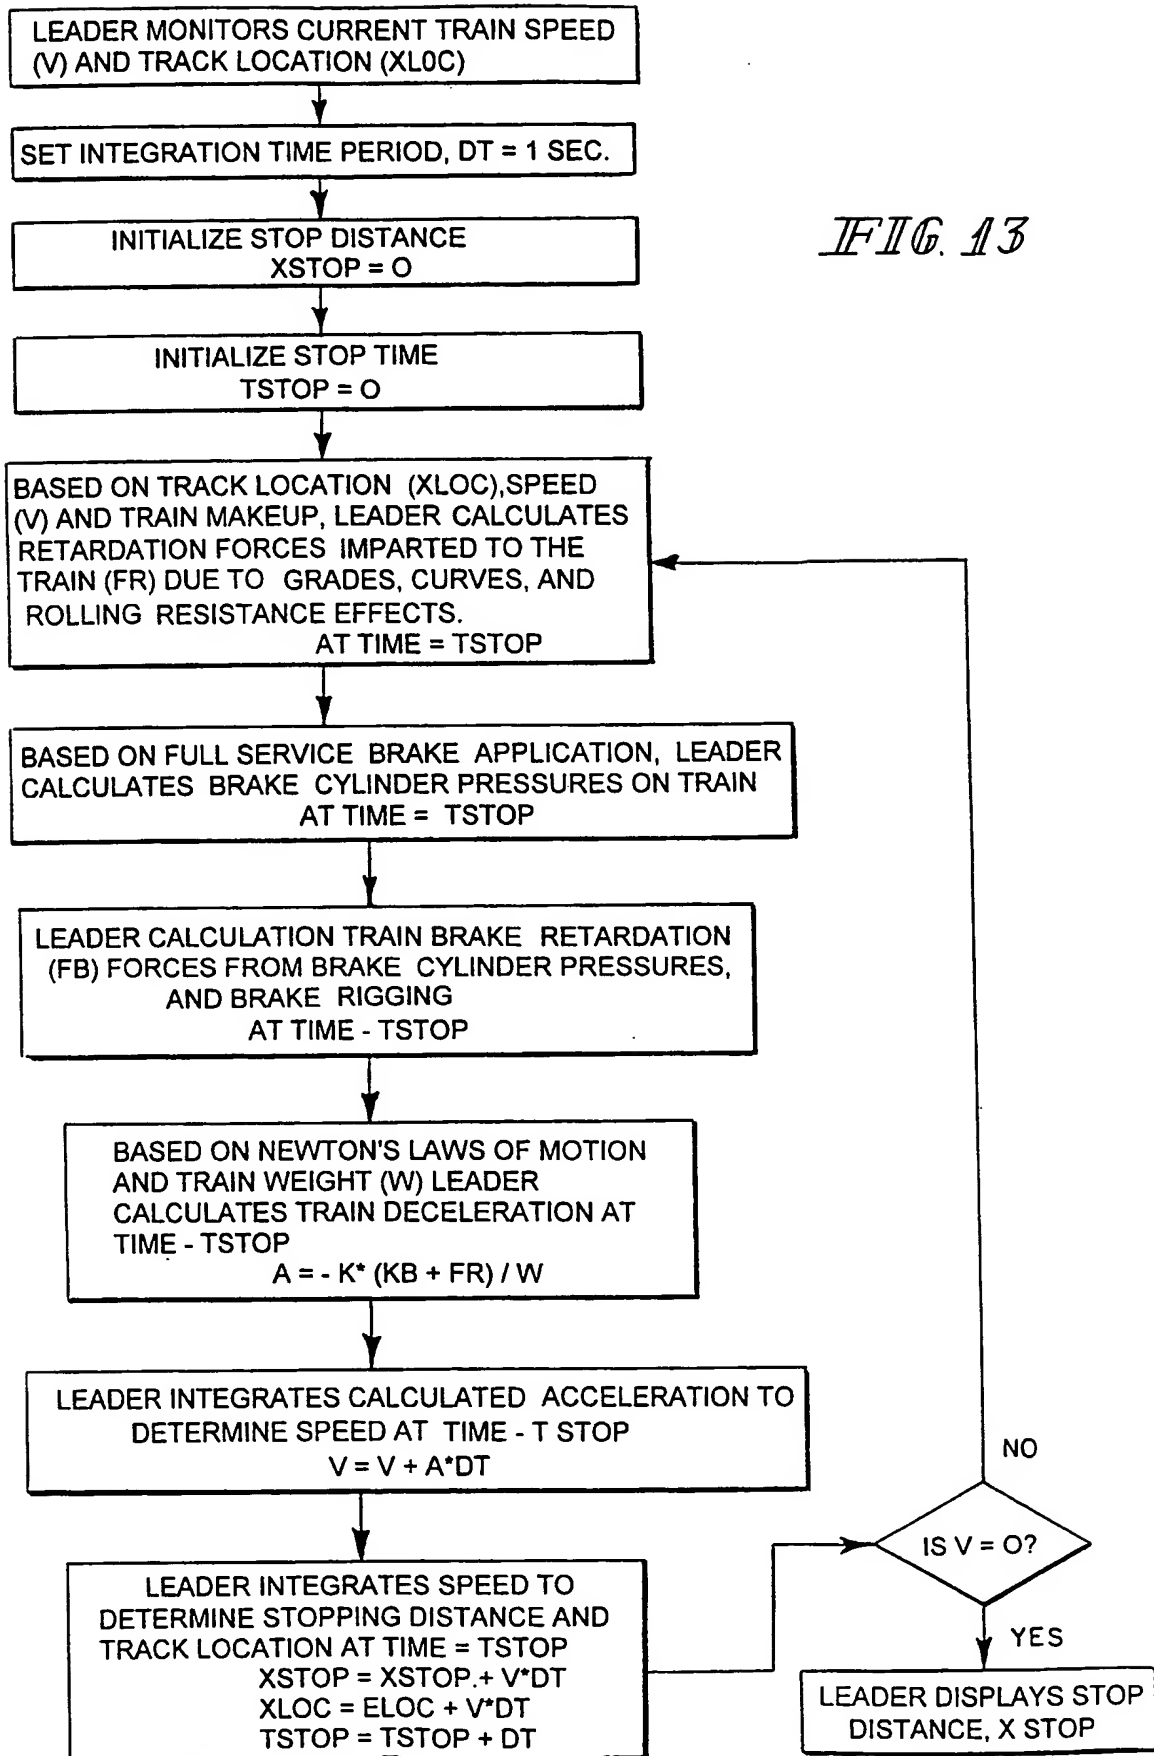 LEADER MONITORS CURRENT TRAIN SPEED
(V) AND TRACK LOCATION (XL0C)
SET INTEGRATION TIME PERIOD, DT = 1 SEC.
INITIALIZE STOP DISTANCE
XSTOP = O
FIG. 13
INITIALIZE STOP TIME
TSTOP = O
BASED ON TRACK LOCATION (XLOC),SPEED
(V) AND TRAIN MAKEUP, LEADER CALCULATES
RETARDATION FORCES IMPARTED TO THE
TRAIN (FR) DUE TO GRADES, CURVES, AND
ROLLING RESISTANCE EFFECTS.
AT TIME = TSTOP
BASED ON FULL SERVICE BRAKE APPLICATION, LEADER
CALCULATES BRAKE CYLINDER PRESSURES ON TRAIN
AT TIME = TSTOP
LEADER CALCULATION TRAIN BRAKE RETARDATION
(FB) FORCES FROM BRAKE CYLINDER PRESSURES,
AND BRAKE RIGGING
AT TIME - TSTOP
BASED ON NEWTON'S LAWS OF MOTION
AND TRAIN WEIGHT (W) LEADER
CALCULATES TRAIN DECELERATION AT
TIME - TSTOP
A = - K* (KB + FR) / W
LEADER INTEGRATES CALCULATED ACCELERATION TO
DETERMINE SPEED AT TIME - T STOP
V = V + A*DT
LEADER INTEGRATES SPEED TO
DETERMINE STOPPING DISTANCE AND
TRACK LOCATION AT TIME = TSTOP
XSTOP = XSTOP.+ V*DT
XLOC = ELOC + V*DT
TSTOP = TSTOP + DT
NO
IS V = O?
YES
LEADER DISPLAYS STOP
DISTANCE, X STOP